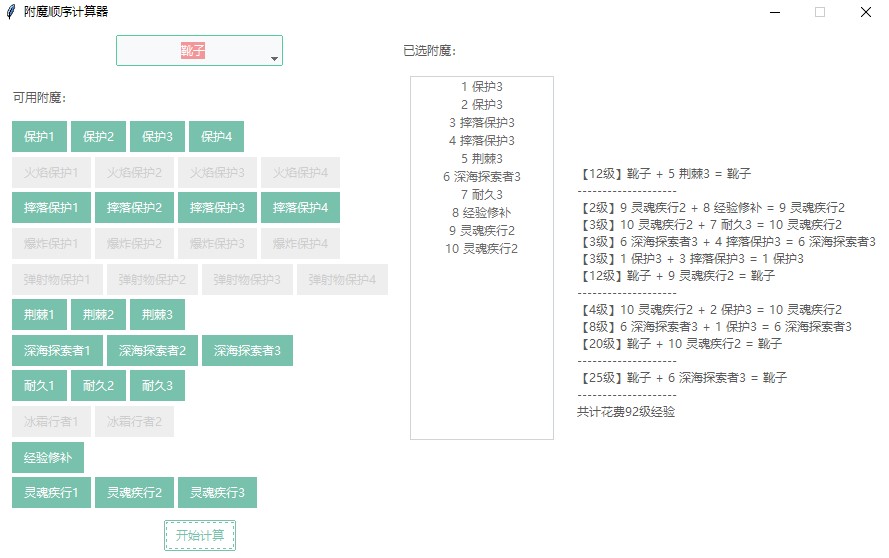 附魔顺序计算器
靴子
已选附魔:
可用附魔:
保护1 保护2 保护3 保护4
火焰保护1 火焰保护2 火焰保护3 火焰保护4
摔落保护1 摔落保护2 摔落保护3 摔落保护4
爆炸保护1 爆炸保护2 爆炸保护3 爆炸保护4
弹射物保护1 弹射物保护2 弹射物保护3 弹射物保护4
荆棘1 荆棘2 荆棘3
深海探索者1 深海探索者2 深海探索者3
耐久1 耐久2 耐久3
冰霜行者1 冰霜行者2
经验修补
灵魂疾行1 灵魂疾行2 灵魂疾行3
开始计算
1 保护3
2 保护3
3 摔落保护3
4 摔落保护3
5 荆棘3
6 深海探索者3
7 耐久3
8 经验修补
9 灵魂疾行2
10 灵魂疾行2
【12级】靴子 + 5 荆棘3 = 靴子
--------------------
【2级】9 灵魂疾行2 + 8 经验修补 = 9 灵魂疾行2
【3级】10 灵魂疾行2 + 7 耐久3 = 10 灵魂疾行2
【3级】6 深海探索者3 + 4 摔落保护3 = 6 深海探索者3
【3级】1 保护3 + 3 摔落保护3 = 1 保护3
【12级】靴子 + 9 灵魂疾行2 = 靴子
--------------------
【4级】10 灵魂疾行2 + 2 保护3 = 10 灵魂疾行2
【8级】6 深海探索者3 + 1 保护3 = 6 深海探索者3
【20级】靴子 + 10 灵魂疾行2 = 靴子
--------------------
【25级】靴子 + 6 深海探索者3 = 靴子
--------------------
共计花费92级经验